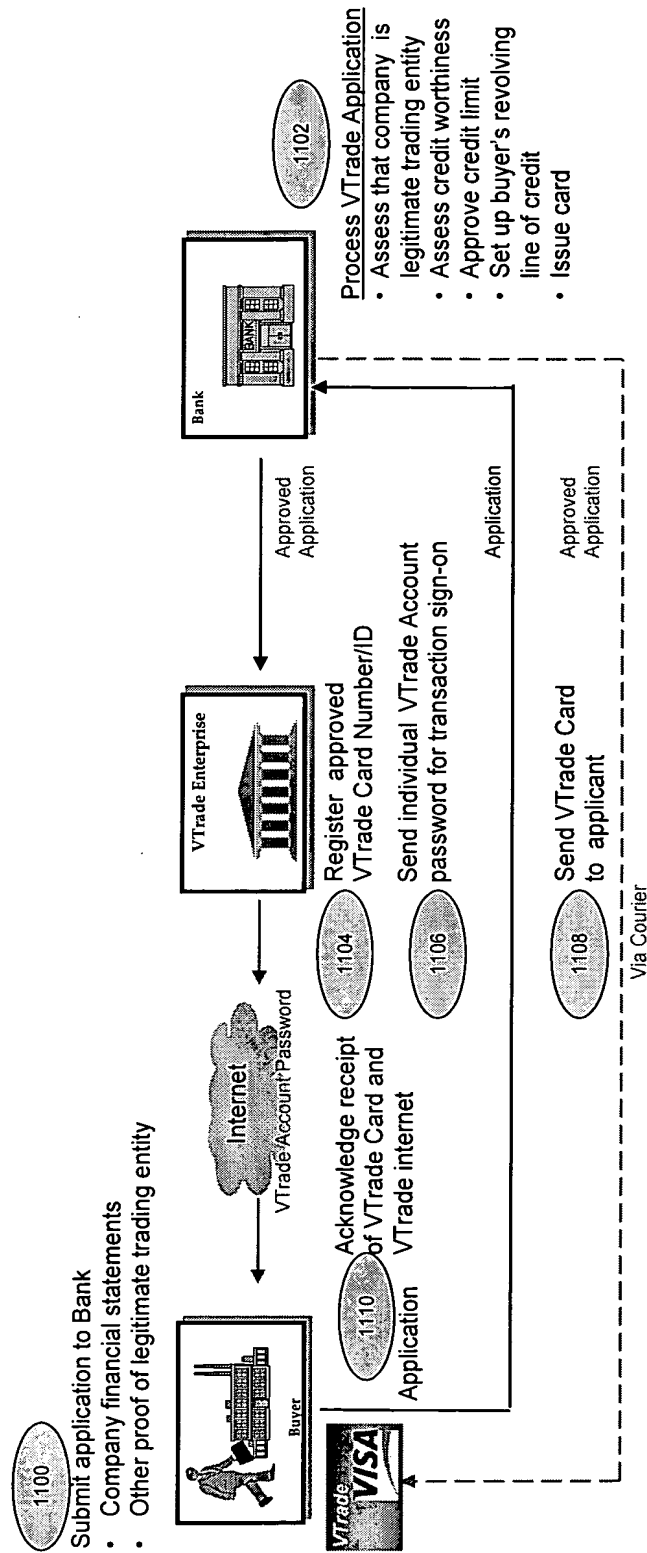 1100
Submit application to Bank
• Company financial statements
• Other proof of legitimate trading entity
Buyer
VTrade
VISA
Application
1110
Acknowledge receipt
of VTrade Card and
VTrade internet
Internet
VTrade Account Password
VTrade Enterprise
1104
Register approved
VTrade Card Number/ID
1106
Send individual VTrade Account
password for transaction sign-on
1108
Send VTrade Card
to applicant
Via Courier
Approved
Application
Application
Approved
Application
Bank
BANK
1102
Process VTrade Application
• Assess that company is
legitimate trading entity
• Assess credit worthiness
• Approve credit limit
• Set up buyer's revolving
line of credit
• Issue card